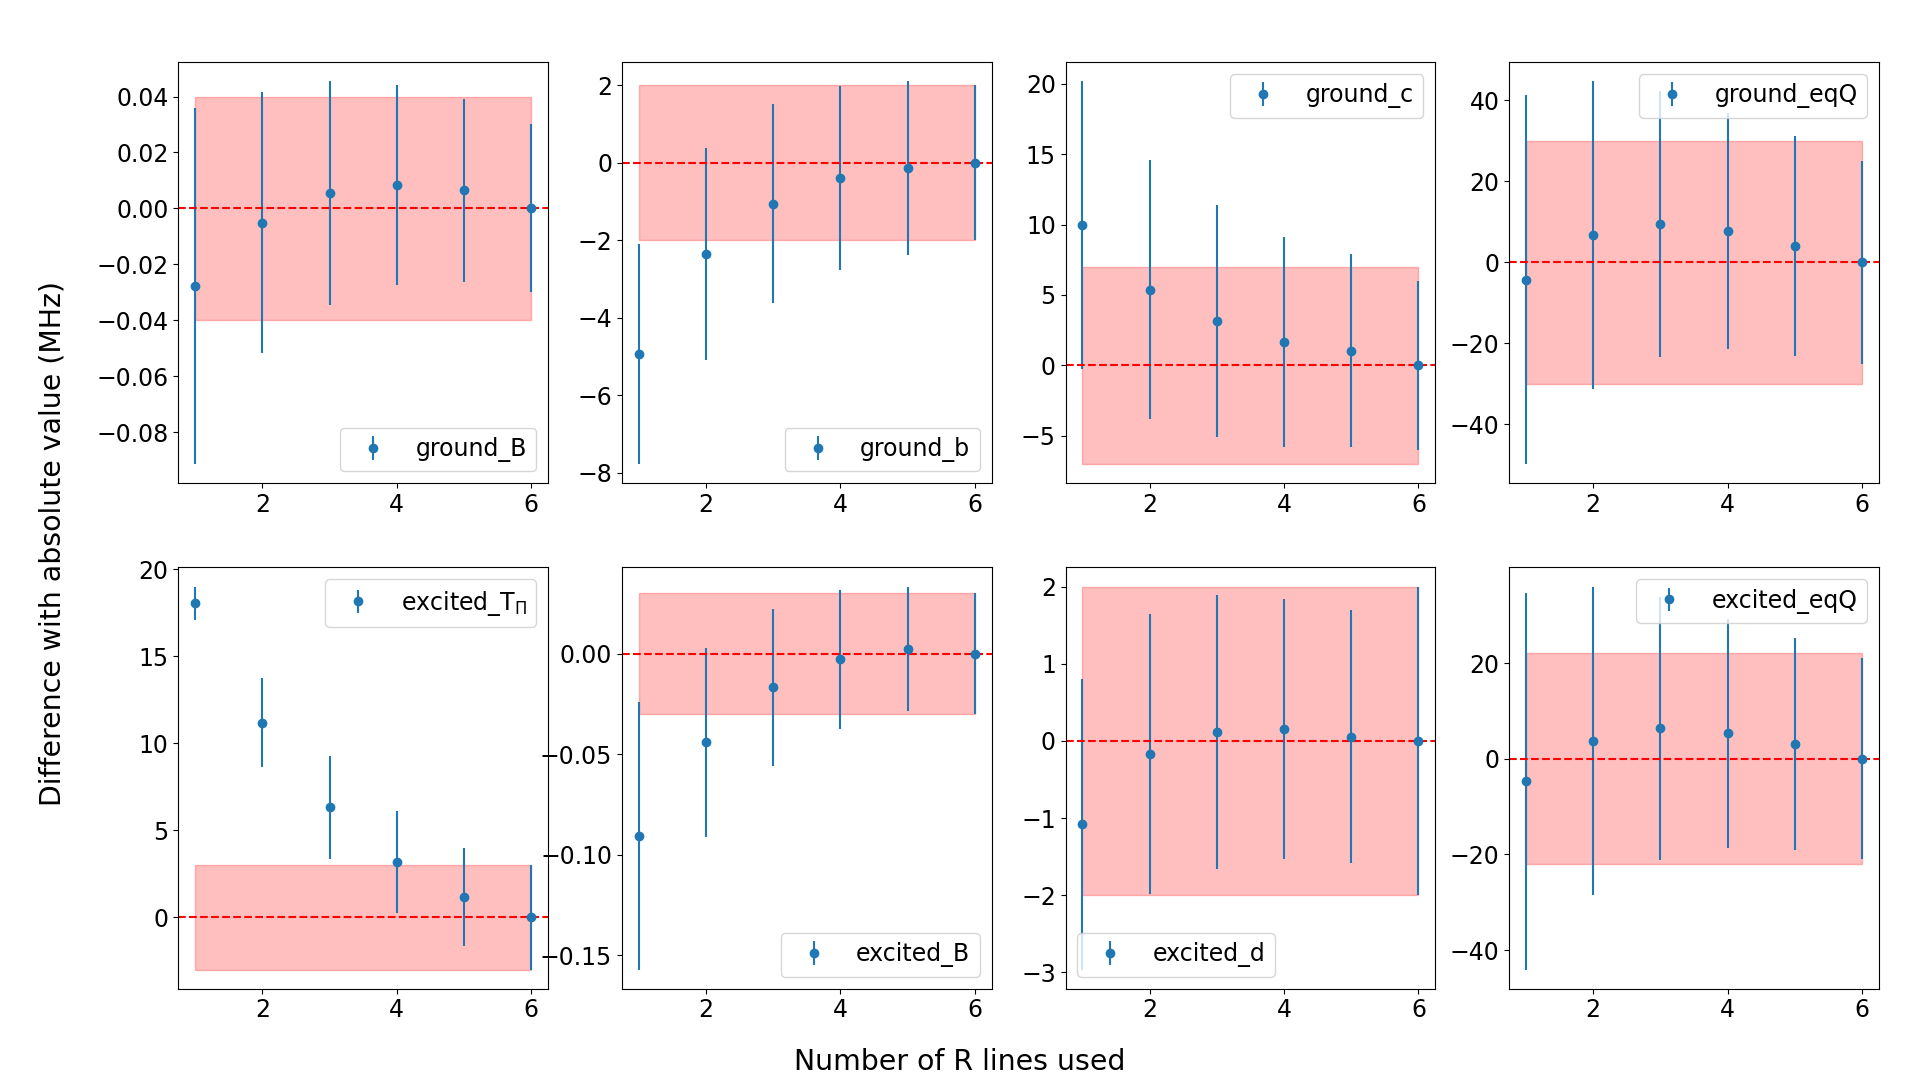 Difference with absolute value (MHz)
0.04
0.02
0.00
−0.02
−0.04
−0.06
−0.08
2 4 6
ground_B
2
0
−2
−4
−6
−8
2 4 6
ground_b
20
15
10
5
0
−5
2 4 6
ground_c
40
20
0
−20
−40
2 4 6
ground_eqQ
20
15
10
5
0
2 4 6
excited_T_Π
0.00
−0.05
−0.10
−0.15
2 4 6
excited_B
2
1
0
−1
−2
−3
2 4 6
excited_d
20
0
−20
−40
2 4 6
excited_eqQ
Number of R lines used